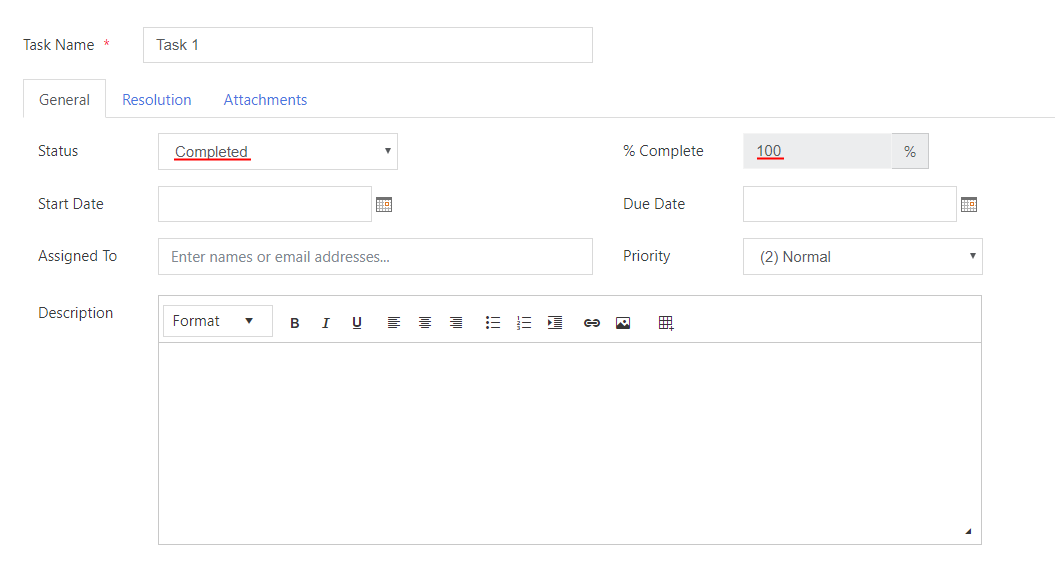 Task Name * Task 1
General Resolution Attachments
Status Completed % Complete 100 %
Start Date Due Date
Assigned To Enter names or email addresses... Priority (2) Normal
Description Format B I U